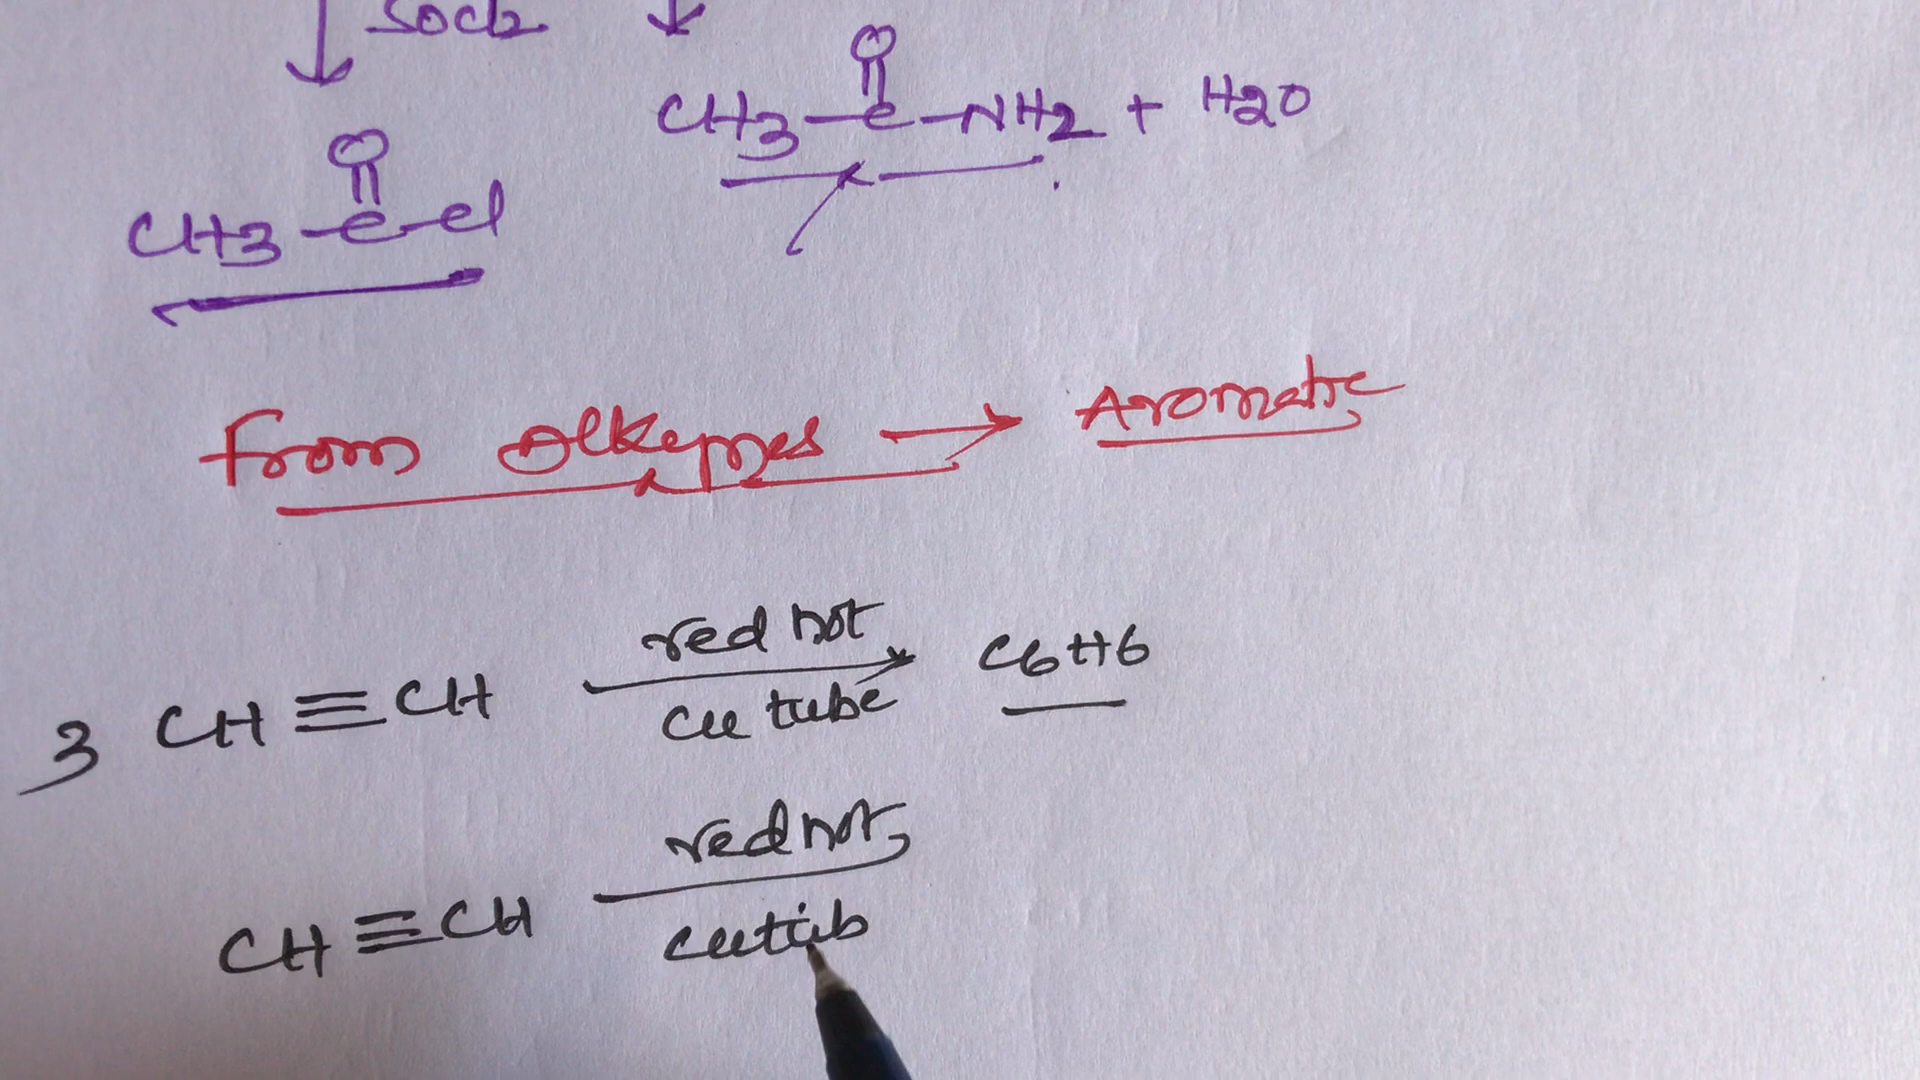 SOCl2
O
CH3-C-NH2 + H2O
O
CH3-C-Cl
From Alkynes → Aromatic
red hot
3 CH≡CH → C6H6
Cu tube
red hot
CH≡CH
Cu tub